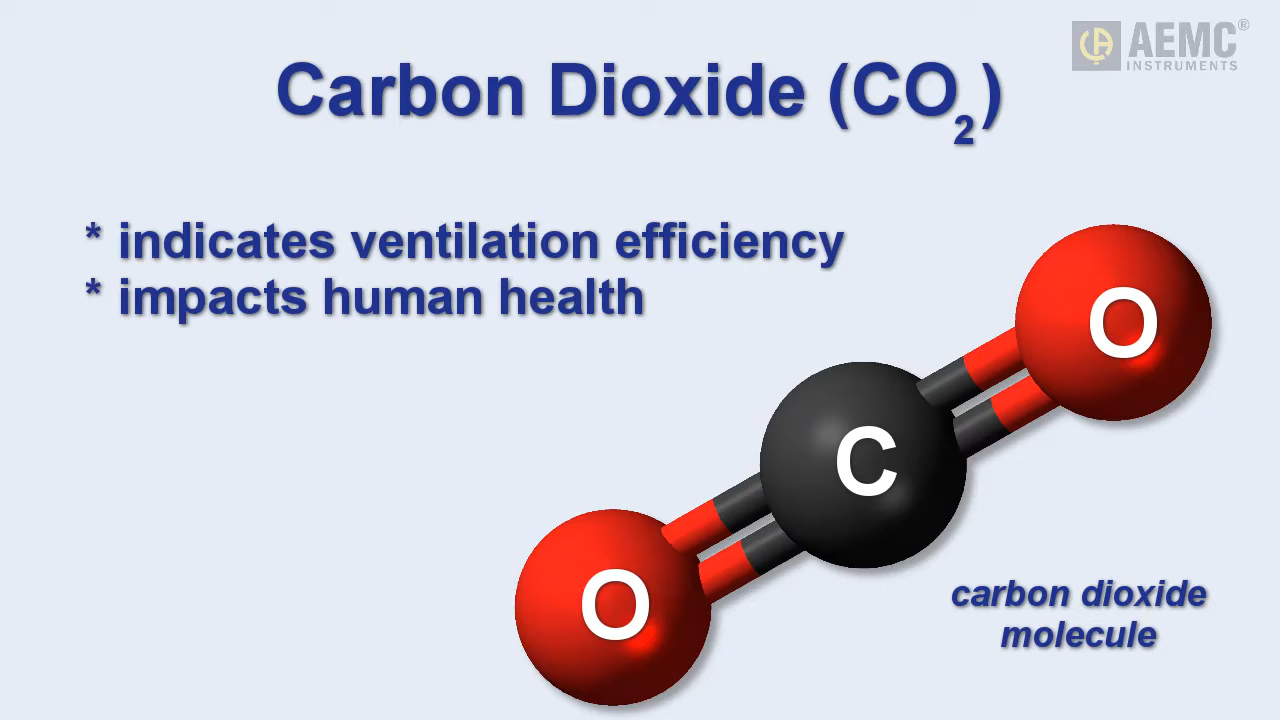 AEMC®
INSTRUMENTS
Carbon Dioxide (CO₂)
* indicates ventilation efficiency
* impacts human health
O
C
O
carbon dioxide
molecule